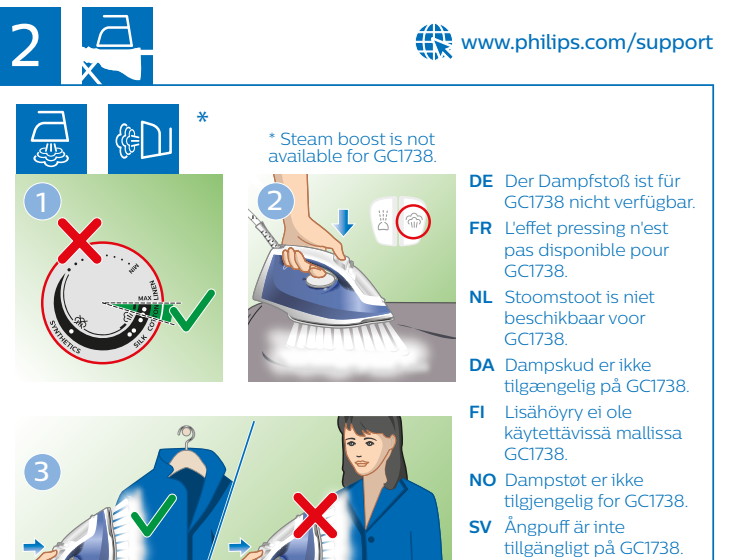 2
www.philips.com/support
*
* Steam boost is not
available for GC1738.
1
MIN
LINEN
MAX
COTTON
SILK
SYNTHETICS
2
3
DE Der Dampfstoß ist für
GC1738 nicht verfügbar.
FR L'effet pressing n'est
pas disponible pour
GC1738.
NL Stoomstoot is niet
beschikbaar voor
GC1738.
DA Dampskud er ikke
tilgængelig på GC1738.
FI Lisähöyry ei ole
käytettävissä mallissa
GC1738.
NO Dampstøt er ikke
tilgjengelig for GC1738.
SV Ångpuff är inte
tillgängligt på GC1738.